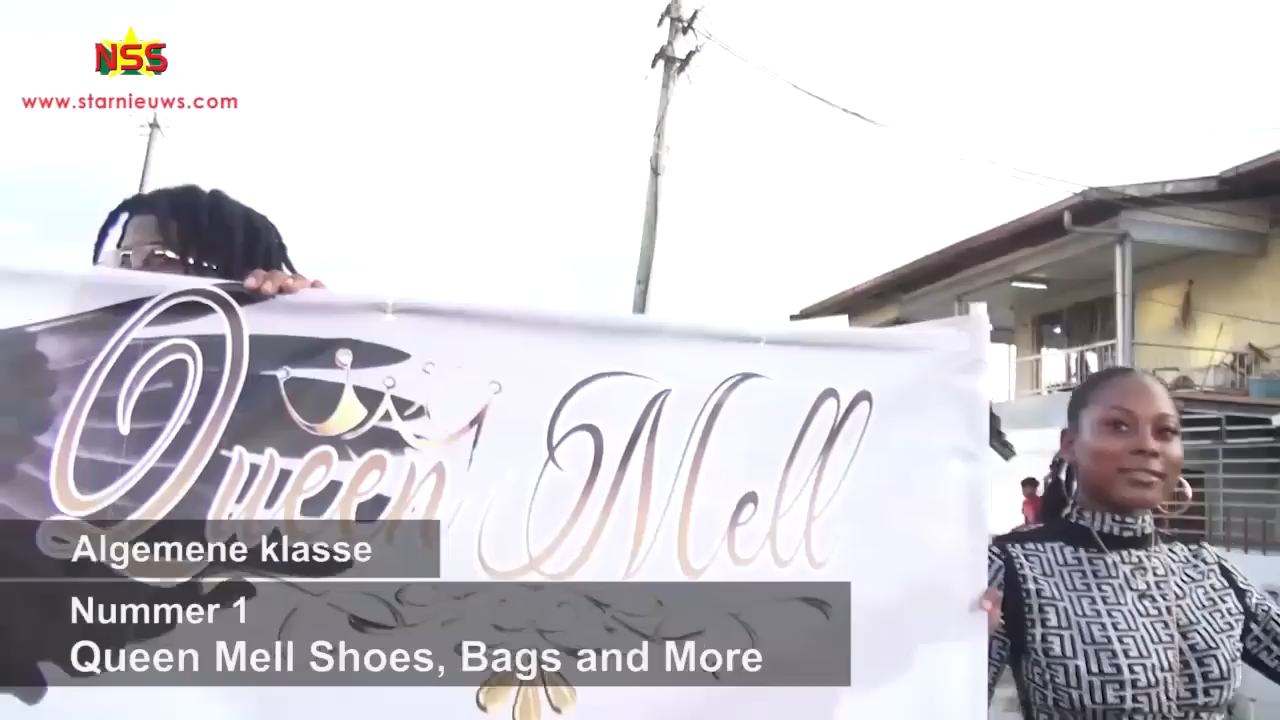 NSS
www.starnieuws.com
Queen Mell
Algemene klasse
Nummer 1
Queen Mell Shoes, Bags and More